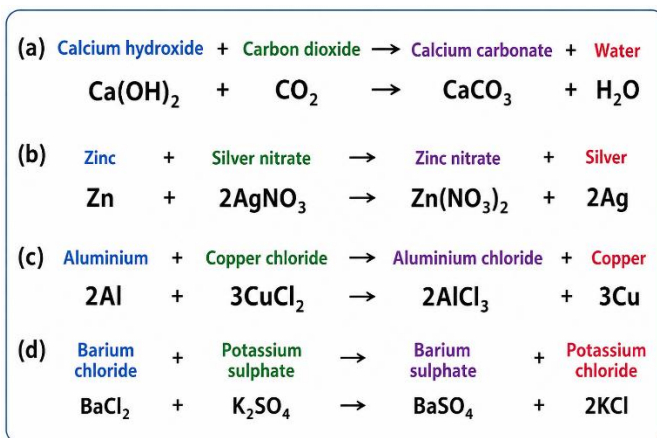 (a) Calcium hydroxide + Carbon dioxide → Calcium carbonate + Water
Ca(OH)₂ + CO₂ → CaCO₃ + H₂O
(b) Zinc + Silver nitrate → Zinc nitrate + Silver
Zn + 2AgNO₃ → Zn(NO₃)₂ + 2Ag
(c) Aluminium + Copper chloride → Aluminium chloride + Copper
2Al + 3CuCl₂ → 2AlCl₃ + 3Cu
(d) Barium chloride + Potassium sulphate → Barium sulphate + Potassium chloride
BaCl₂ + K₂SO₄ → BaSO₄ + 2KCl